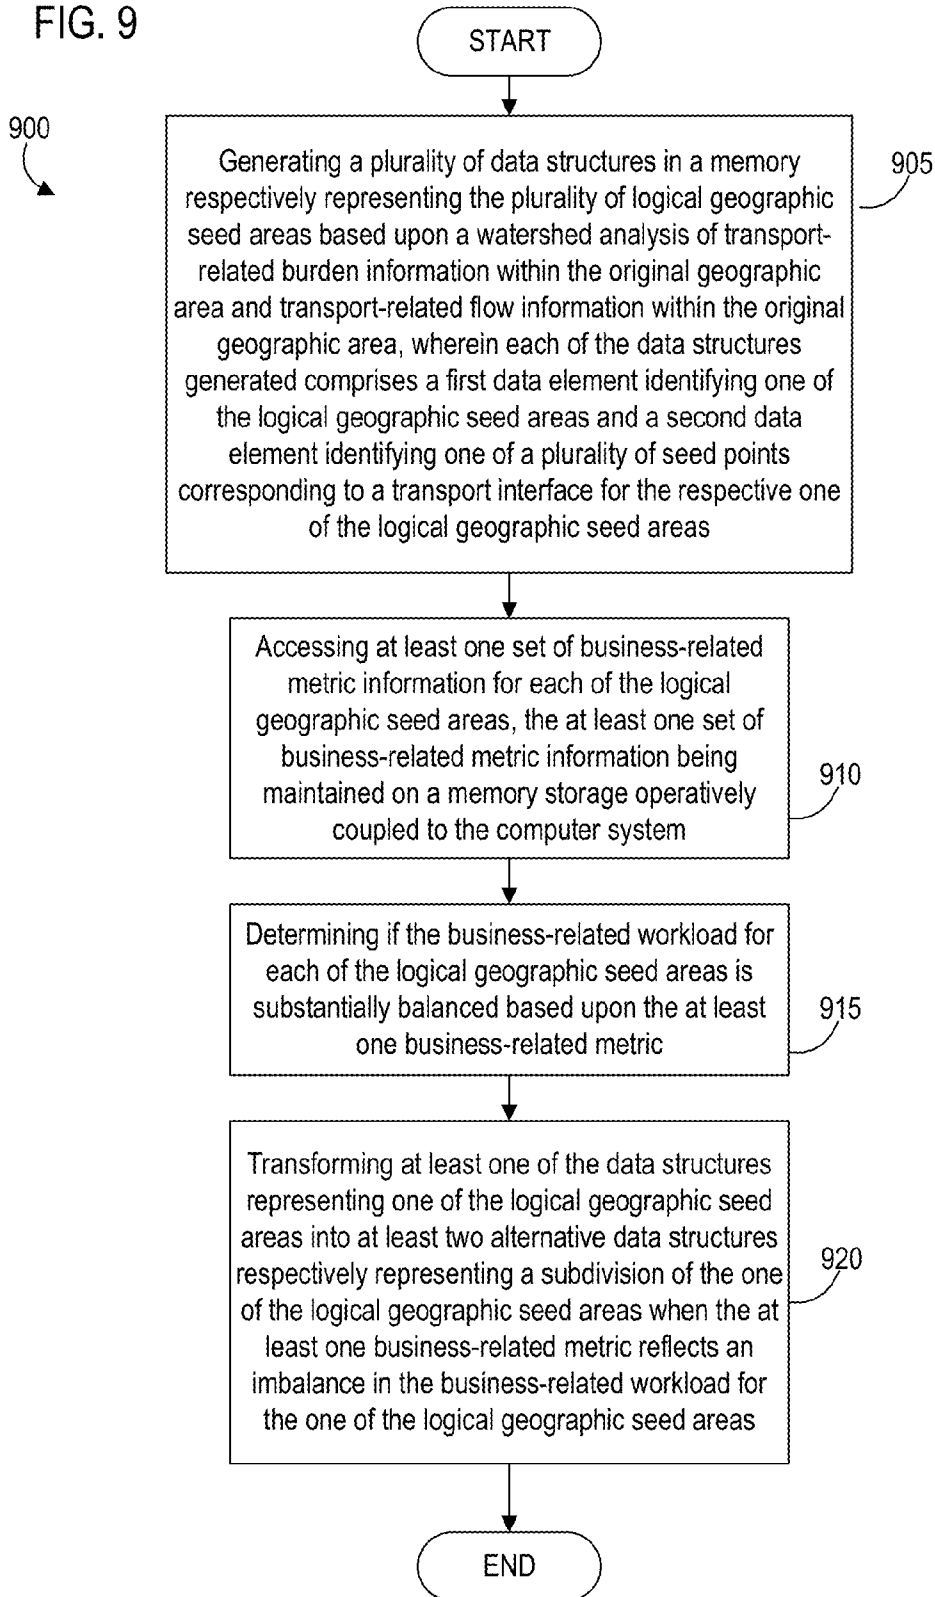 FIG. 9
START
900
905
Generating a plurality of data structures in a memory
respectively representing the plurality of logical geographic
seed areas based upon a watershed analysis of transport-
related burden information within the original geographic
area and transport-related flow information within the original
geographic area, wherein each of the data structures
generated comprises a first data element identifying one of
the logical geographic seed areas and a second data
element identifying one of a plurality of seed points
corresponding to a transport interface for the respective one
of the logical geographic seed areas
Accessing at least one set of business-related
metric information for each of the logical
geographic seed areas, the at least one set of
business-related metric information being
maintained on a memory storage operatively
coupled to the computer system
910
Determining if the business-related workload for
each of the logical geographic seed areas is
substantially balanced based upon the at least
one business-related metric
915
Transforming at least one of the data structures
representing one of the logical geographic seed
areas into at least two alternative data structures
respectively representing a subdivision of the one
of the logical geographic seed areas when the at
least one business-related metric reflects an
imbalance in the business-related workload for
the one of the logical geographic seed areas
920
END